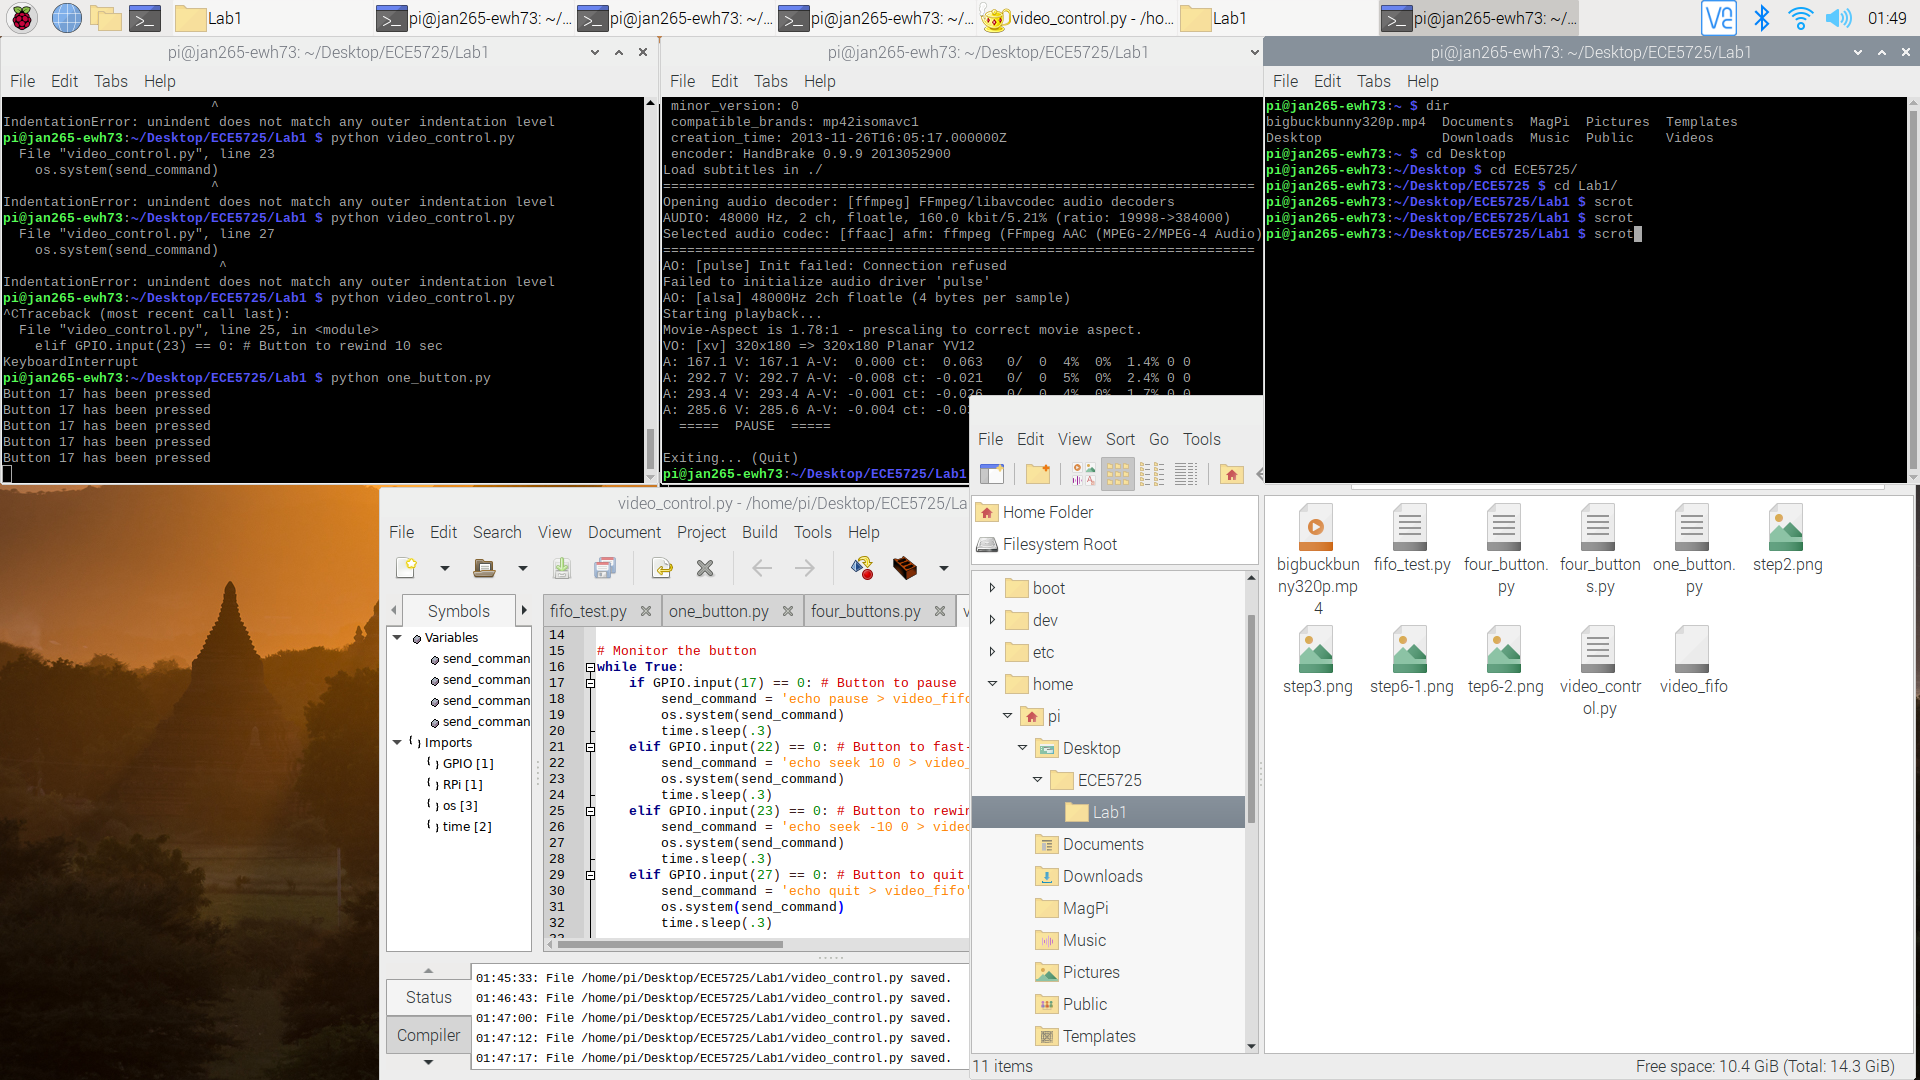 Lab1
pi@jan265-ewh73: ~/...
pi@jan265-ewh73: ~/...
pi@jan265-ewh73: ~/...
video_control.py - /ho...
Lab1
pi@jan265-ewh73: ~/...
01:49
pi@jan265-ewh73: ~/Desktop/ECE5725/Lab1
File Edit Tabs Help
^
IndentationError: unindent does not match any outer indentation level
pi@jan265-ewh73:~/Desktop/ECE5725/Lab1 $ python video_control.py
File "video_control.py", line 23
os.system(send_command)
^
IndentationError: unindent does not match any outer indentation level
pi@jan265-ewh73:~/Desktop/ECE5725/Lab1 $ python video_control.py
File "video_control.py", line 27
os.system(send_command)
^
IndentationError: unindent does not match any outer indentation level
pi@jan265-ewh73:~/Desktop/ECE5725/Lab1 $ python video_control.py
^CTraceback (most recent call last):
File "video_control.py", line 25, in <module>
elif GPIO.input(23) == 0: # Button to rewind 10 sec
KeyboardInterrupt
pi@jan265-ewh73:~/Desktop/ECE5725/Lab1 $ python one_button.py
Button 17 has been pressed
Button 17 has been pressed
Button 17 has been pressed
Button 17 has been pressed
Button 17 has been pressed
pi@jan265-ewh73: ~/Desktop/ECE5725/Lab1
File Edit Tabs Help
minor_version: 0
compatible_brands: mp42isomavc1
creation_time: 2013-11-26T16:05:17.000000Z
encoder: HandBrake 0.9.9 2013052900
Load subtitles in ./
==========================================================================
Opening audio decoder: [ffmpeg] FFmpeg/libavcodec audio decoders
AUDIO: 48000 Hz, 2 ch, floatle, 160.0 kbit/5.21% (ratio: 19998->384000)
Selected audio codec: [ffaac] afm: ffmpeg (FFmpeg AAC (MPEG-2/MPEG-4 Audio)
==========================================================================
AO: [pulse] Init failed: Connection refused
Failed to initialize audio driver 'pulse'
AO: [alsa] 48000Hz 2ch floatle (4 bytes per sample)
Starting playback...
Movie-Aspect is 1.78:1 - prescaling to correct movie aspect.
VO: [xv] 320x180 => 320x180 Planar YV12
A: 167.1 V: 167.1 A-V: 0.000 ct: 0.063 0/ 0 4% 0% 1.4% 0 0
A: 292.7 V: 292.7 A-V: -0.008 ct: -0.021 0/ 0 5% 0% 2.4% 0 0
A: 293.4 V: 293.4 A-V: -0.001 ct: -0.026 0/ 0 4% 0% 1.7% 0 0
A: 285.6 V: 285.6 A-V: -0.004 ct: -0.0
===== PAUSE =====
Exiting... (Quit)
pi@jan265-ewh73:~/Desktop/ECE5725/Lab1
pi@jan265-ewh73: ~/Desktop/ECE5725/Lab1
File Edit Tabs Help
pi@jan265-ewh73:~ $ dir
bigbuckbunny320p.mp4 Documents MagPi Pictures Templates
Desktop Downloads Music Public Videos
pi@jan265-ewh73:~ $ cd Desktop
pi@jan265-ewh73:~/Desktop $ cd ECE5725/
pi@jan265-ewh73:~/Desktop/ECE5725 $ cd Lab1/
pi@jan265-ewh73:~/Desktop/ECE5725/Lab1 $ scrot
pi@jan265-ewh73:~/Desktop/ECE5725/Lab1 $ scrot
pi@jan265-ewh73:~/Desktop/ECE5725/Lab1 $ scrot
video_control.py - /home/pi/Desktop/ECE5725/La
File Edit Search View Document Project Build Tools Help
Symbols
Variables
send_comman
send_comman
send_comman
send_comman
Imports
GPIO [1]
RPi [1]
os [3]
time [2]
fifo_test.py
one_button.py
four_buttons.py
14
15 # Monitor the button
16 while True:
17 if GPIO.input(17) == 0: # Button to pause
18 send_command = 'echo pause > video_fifo
19 os.system(send_command)
20 time.sleep(.3)
21 elif GPIO.input(22) == 0: # Button to fast-
22 send_command = 'echo seek 10 0 > video_
23 os.system(send_command)
24 time.sleep(.3)
25 elif GPIO.input(23) == 0: # Button to rewin
26 send_command = 'echo seek -10 0 > video
27 os.system(send_command)
28 time.sleep(.3)
29 elif GPIO.input(27) == 0: # Button to quit
30 send_command = 'echo quit > video_fifo'
31 os.system(send_command)
32 time.sleep(.3)
Status
Compiler
01:45:33: File /home/pi/Desktop/ECE5725/Lab1/video_control.py saved.
01:46:43: File /home/pi/Desktop/ECE5725/Lab1/video_control.py saved.
01:47:00: File /home/pi/Desktop/ECE5725/Lab1/video_control.py saved.
01:47:12: File /home/pi/Desktop/ECE5725/Lab1/video_control.py saved.
01:47:17: File /home/pi/Desktop/ECE5725/Lab1/video_control.py saved.
File Edit View Sort Go Tools
Home Folder
Filesystem Root
boot
dev
etc
home
pi
Desktop
ECE5725
Lab1
Documents
Downloads
MagPi
Music
Pictures
Public
Templates
bigbuckbun
ny320p.mp
4
fifo_test.py
four_button.
py
four_button
s.py
one_button.
py
step2.png
step3.png
step6-1.png
tep6-2.png
video_contr
ol.py
video_fifo
11 items
Free space: 10.4 GiB (Total: 14.3 GiB)